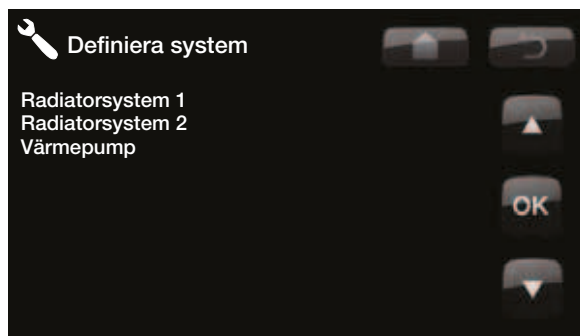 Definiera system
Radiatorsystem 1
Radiatorsystem 2
Värmepump
OK